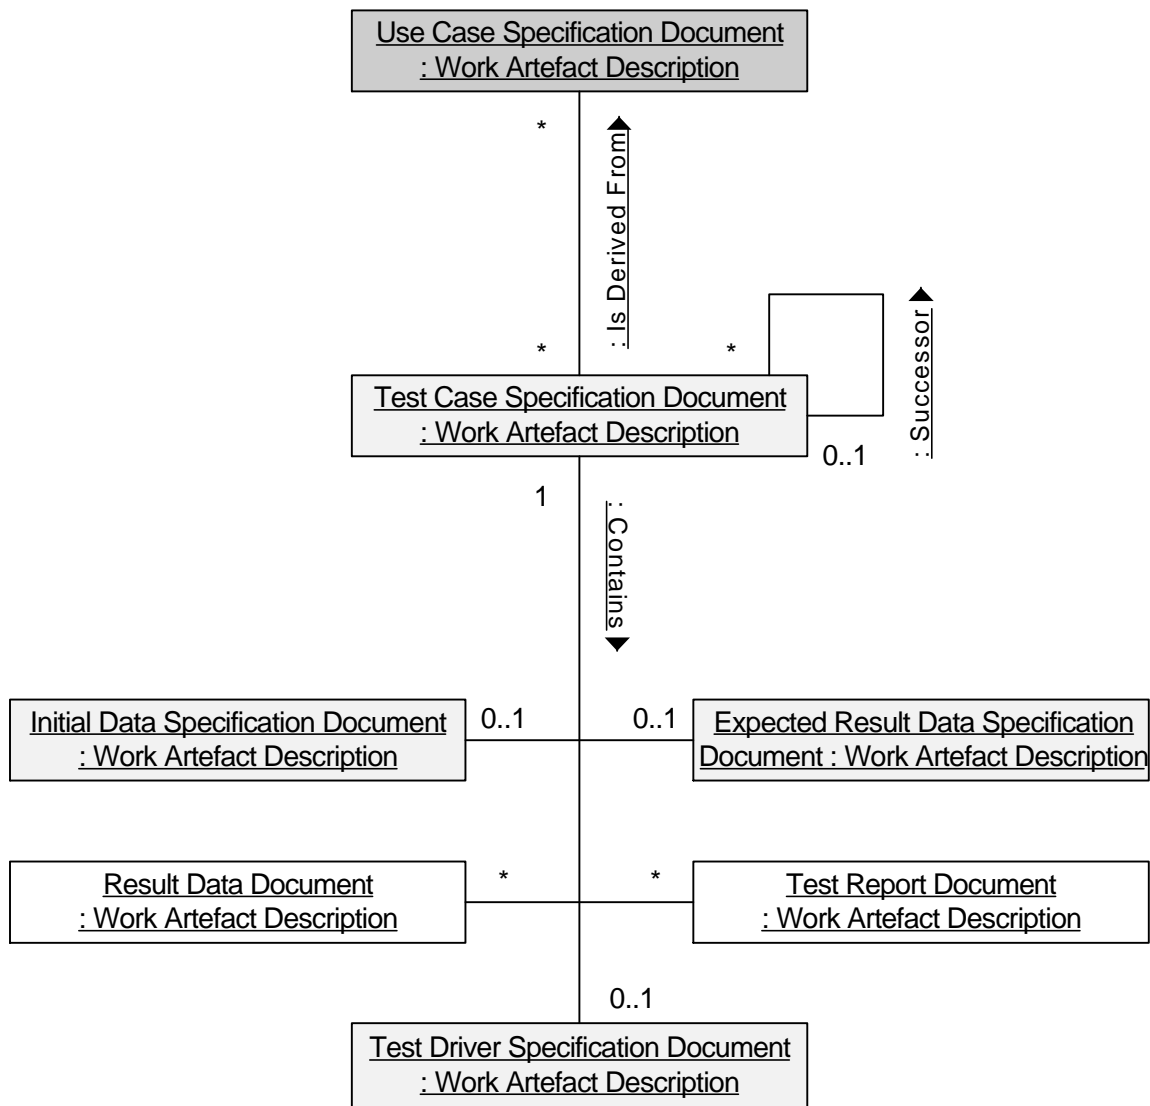 Use Case Specification Document
: Work Artefact Description
*
: Is Derived From
*
*
: Successor
Test Case Specification Document
: Work Artefact Description
0..1
1
: Contains
Initial Data Specification Document
: Work Artefact Description
0..1
0..1
Expected Result Data Specification
Document : Work Artefact Description
Result Data Document
: Work Artefact Description
*
*
Test Report Document
: Work Artefact Description
0..1
Test Driver Specification Document
: Work Artefact Description